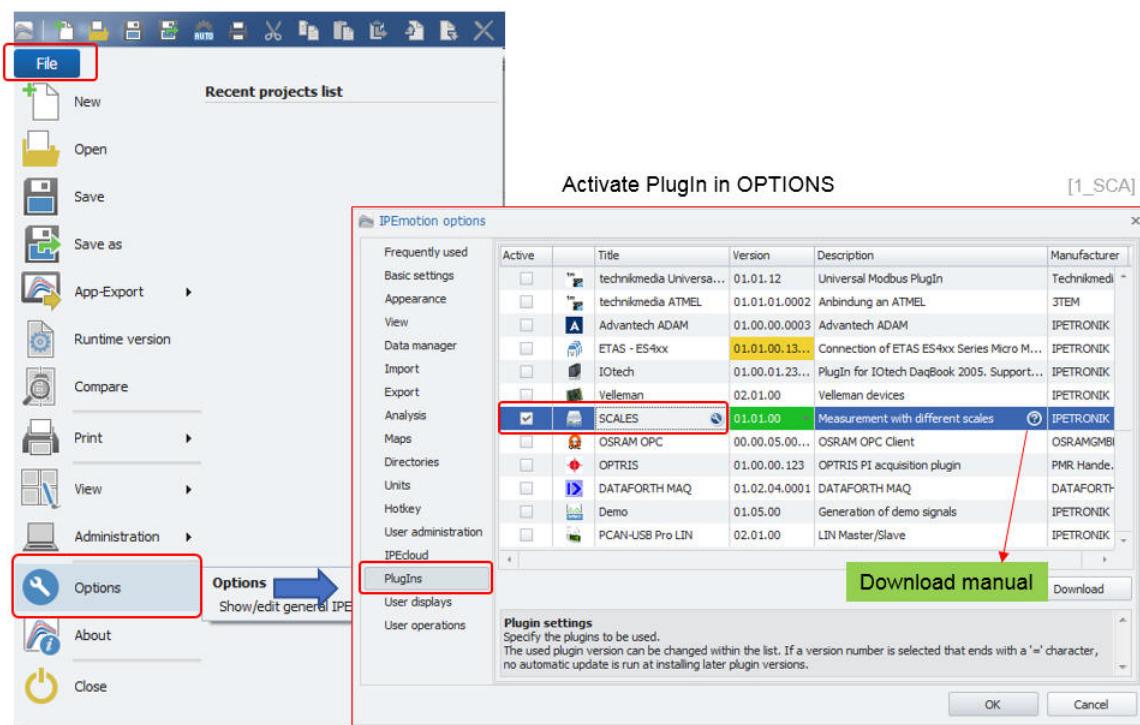 AUTO
File
New
Open
Save
Save as
App-Export
Runtime version
Compare
Print
View
Administration
Options
About
Close
Recent projects list
Options
Show/edit general IPE
Activate PlugIn in OPTIONS
[1_SCA]
IPEmotion options
Frequently used
Basic settings
Appearance
View
Data manager
Import
Export
Analysis
Maps
Directories
Units
Hotkey
User administration
IPEcloud
PlugIns
User displays
User operations
Active Title Version Description Manufacturer
technikmedia Universa... 01.01.12 Universal Modbus PlugIn Technikmedi
technikmedia ATMEL 01.01.01.0002 Anbindung an ATMEL 3TEM
Advantech ADAM 01.00.00.0003 Advantech ADAM IPETRONIK
ETAS - ES4xx 01.01.00.13... Connection of ETAS ES4xx Series Micro M... IPETRONIK
IOtech 01.00.01.23... PlugIn for IOtech DaqBook 2005. Support... IPETRONIK
Velleman 02.01.00 Velleman devices IPETRONIK
SCALES 01.01.00 Measurement with different scales IPETRONIK
OSRAM OPC 00.00.05.00... OSRAM OPC Client OSRAMGMB
OPTRIS 01.00.00.123 OPTRIS PI acquisition plugin PMR Hande.
DATAFORTH MAQ 01.02.04.0001 DATAFORTH MAQ DATAFORTH
Demo 01.05.00 Generation of demo signals IPETRONIK
PCAN-USB Pro LIN 02.01.00 LIN Master/Slave IPETRONIK
Download manual
Download
Plugin settings
Specify the plugins to be used.
The used plugin version can be changed within the list. If a version number is selected that ends with a '=' character,
no automatic update is run at installing later plugin versions.
OK
Cancel